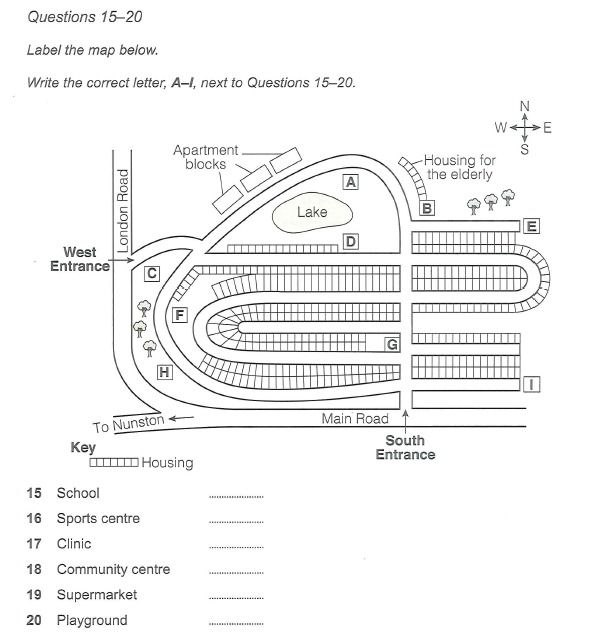 Questions 15–20
Label the map below.
Write the correct letter, A–I, next to Questions 15–20.
N
W E
S
Apartment
blocks
Housing for
the elderly
London Road
A
B
Lake
E
D
West
Entrance
C
F
G
H
I
To Nunston
Main Road
South
Entrance
Key
Housing
15 School ........................
16 Sports centre ........................
17 Clinic ........................
18 Community centre ........................
19 Supermarket ........................
20 Playground ........................